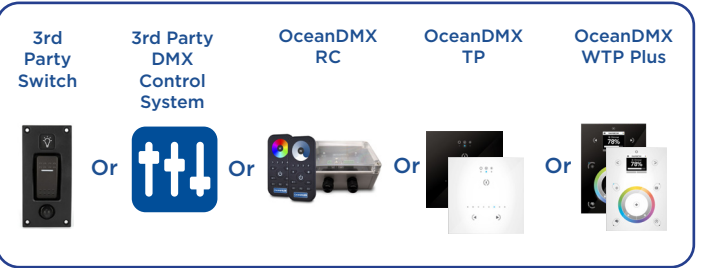 3rd
Party
Switch
3rd Party
DMX
Control
System
OceanDMX
RC
OceanDMX
TP
OceanDMX
WTP Plus
Or
Or
Or
Or
78%
78%